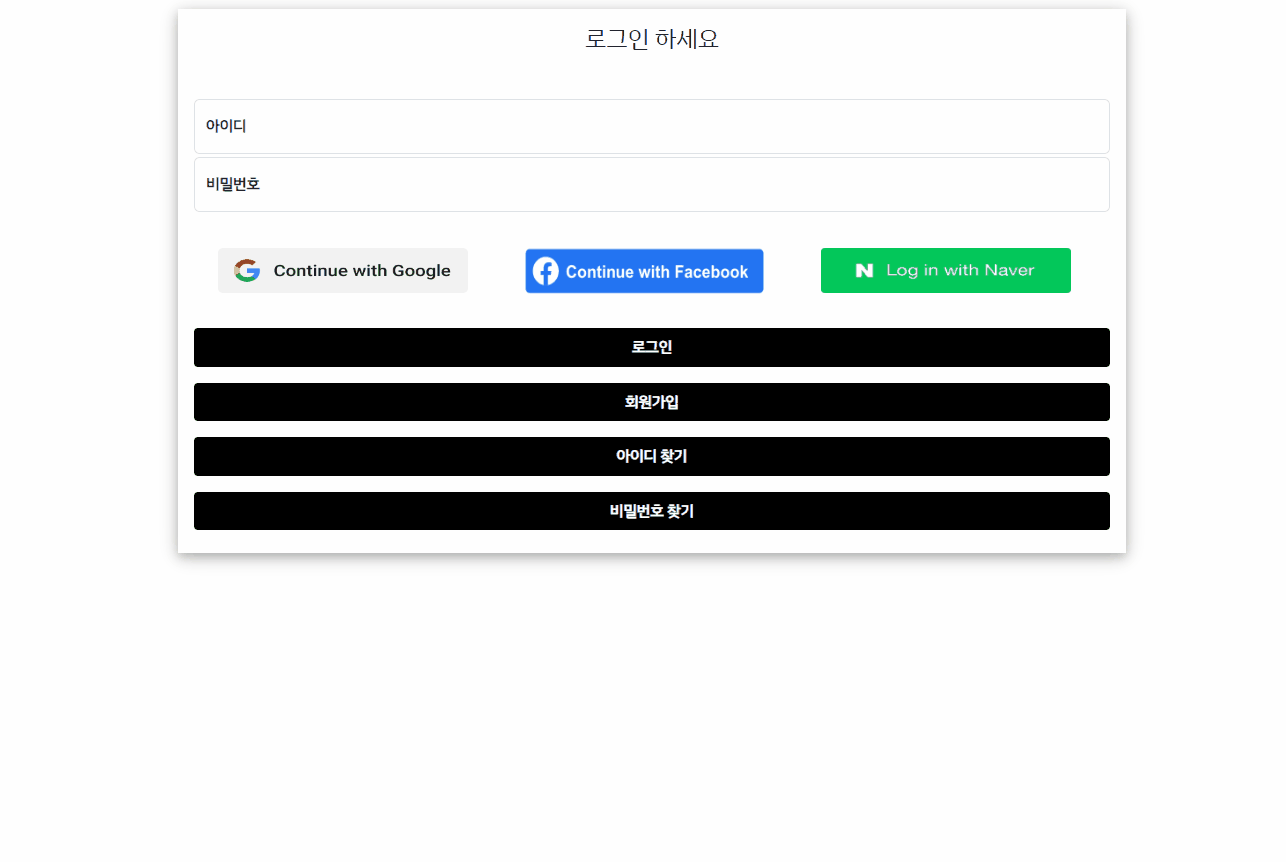 로그인 하세요
아이디
비밀번호
Continue with Google
Continue with Facebook
Log in with Naver
로그인
회원가입
아이디 찾기
비밀번호 찾기